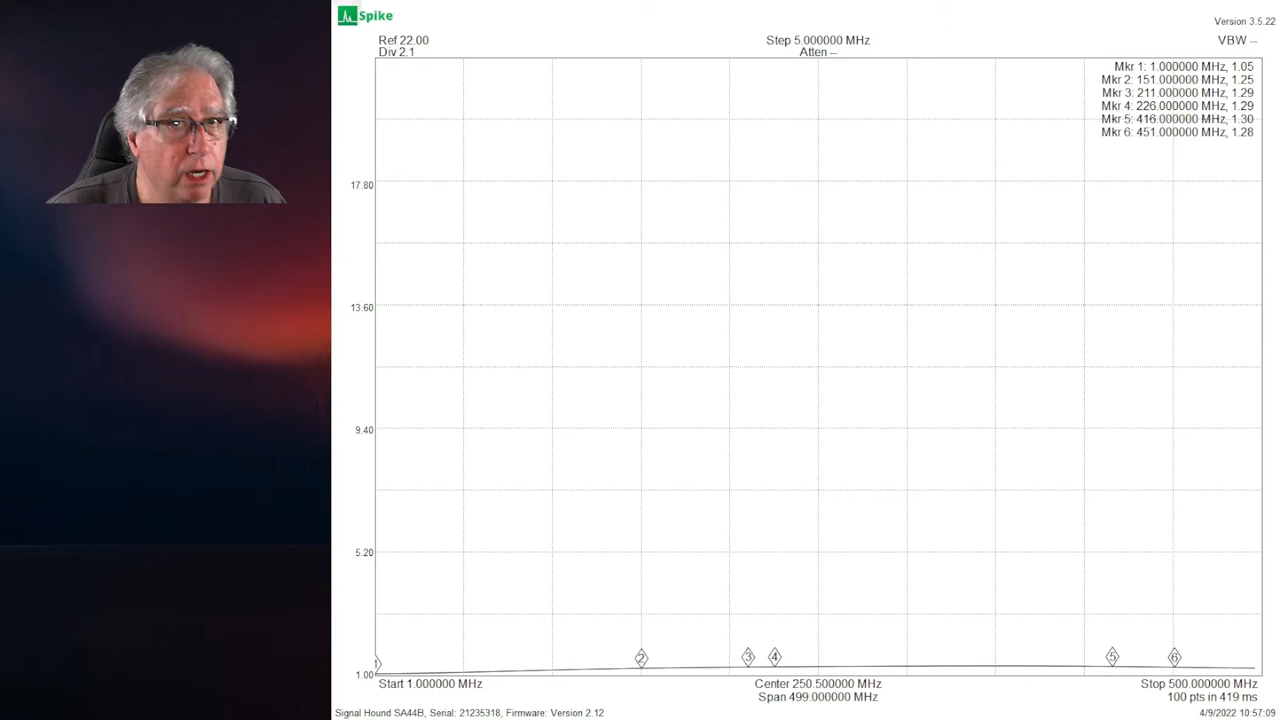 Spike
Version 3.5.22
Ref 22.00
Step 5.000000 MHz
VBW --
Div 2.1
Atten --
Mkr 1: 1.000000 MHz, 1.05
Mkr 2: 151.000000 MHz, 1.25
Mkr 3: 211.000000 MHz, 1.29
Mkr 4: 226.000000 MHz, 1.29
Mkr 5: 416.000000 MHz, 1.30
Mkr 6: 451.000000 MHz, 1.28
17.80
13.60
9.40
5.20
1 2 3 4 5 6
1.00
Start 1.000000 MHz
Center 250.500000 MHz
Stop 500.000000 MHz
Span 499.000000 MHz
100 pts in 419 ms
Signal Hound SA44B, Serial: 21235318, Firmware: Version 2.12
4/9/2022 10:57:09